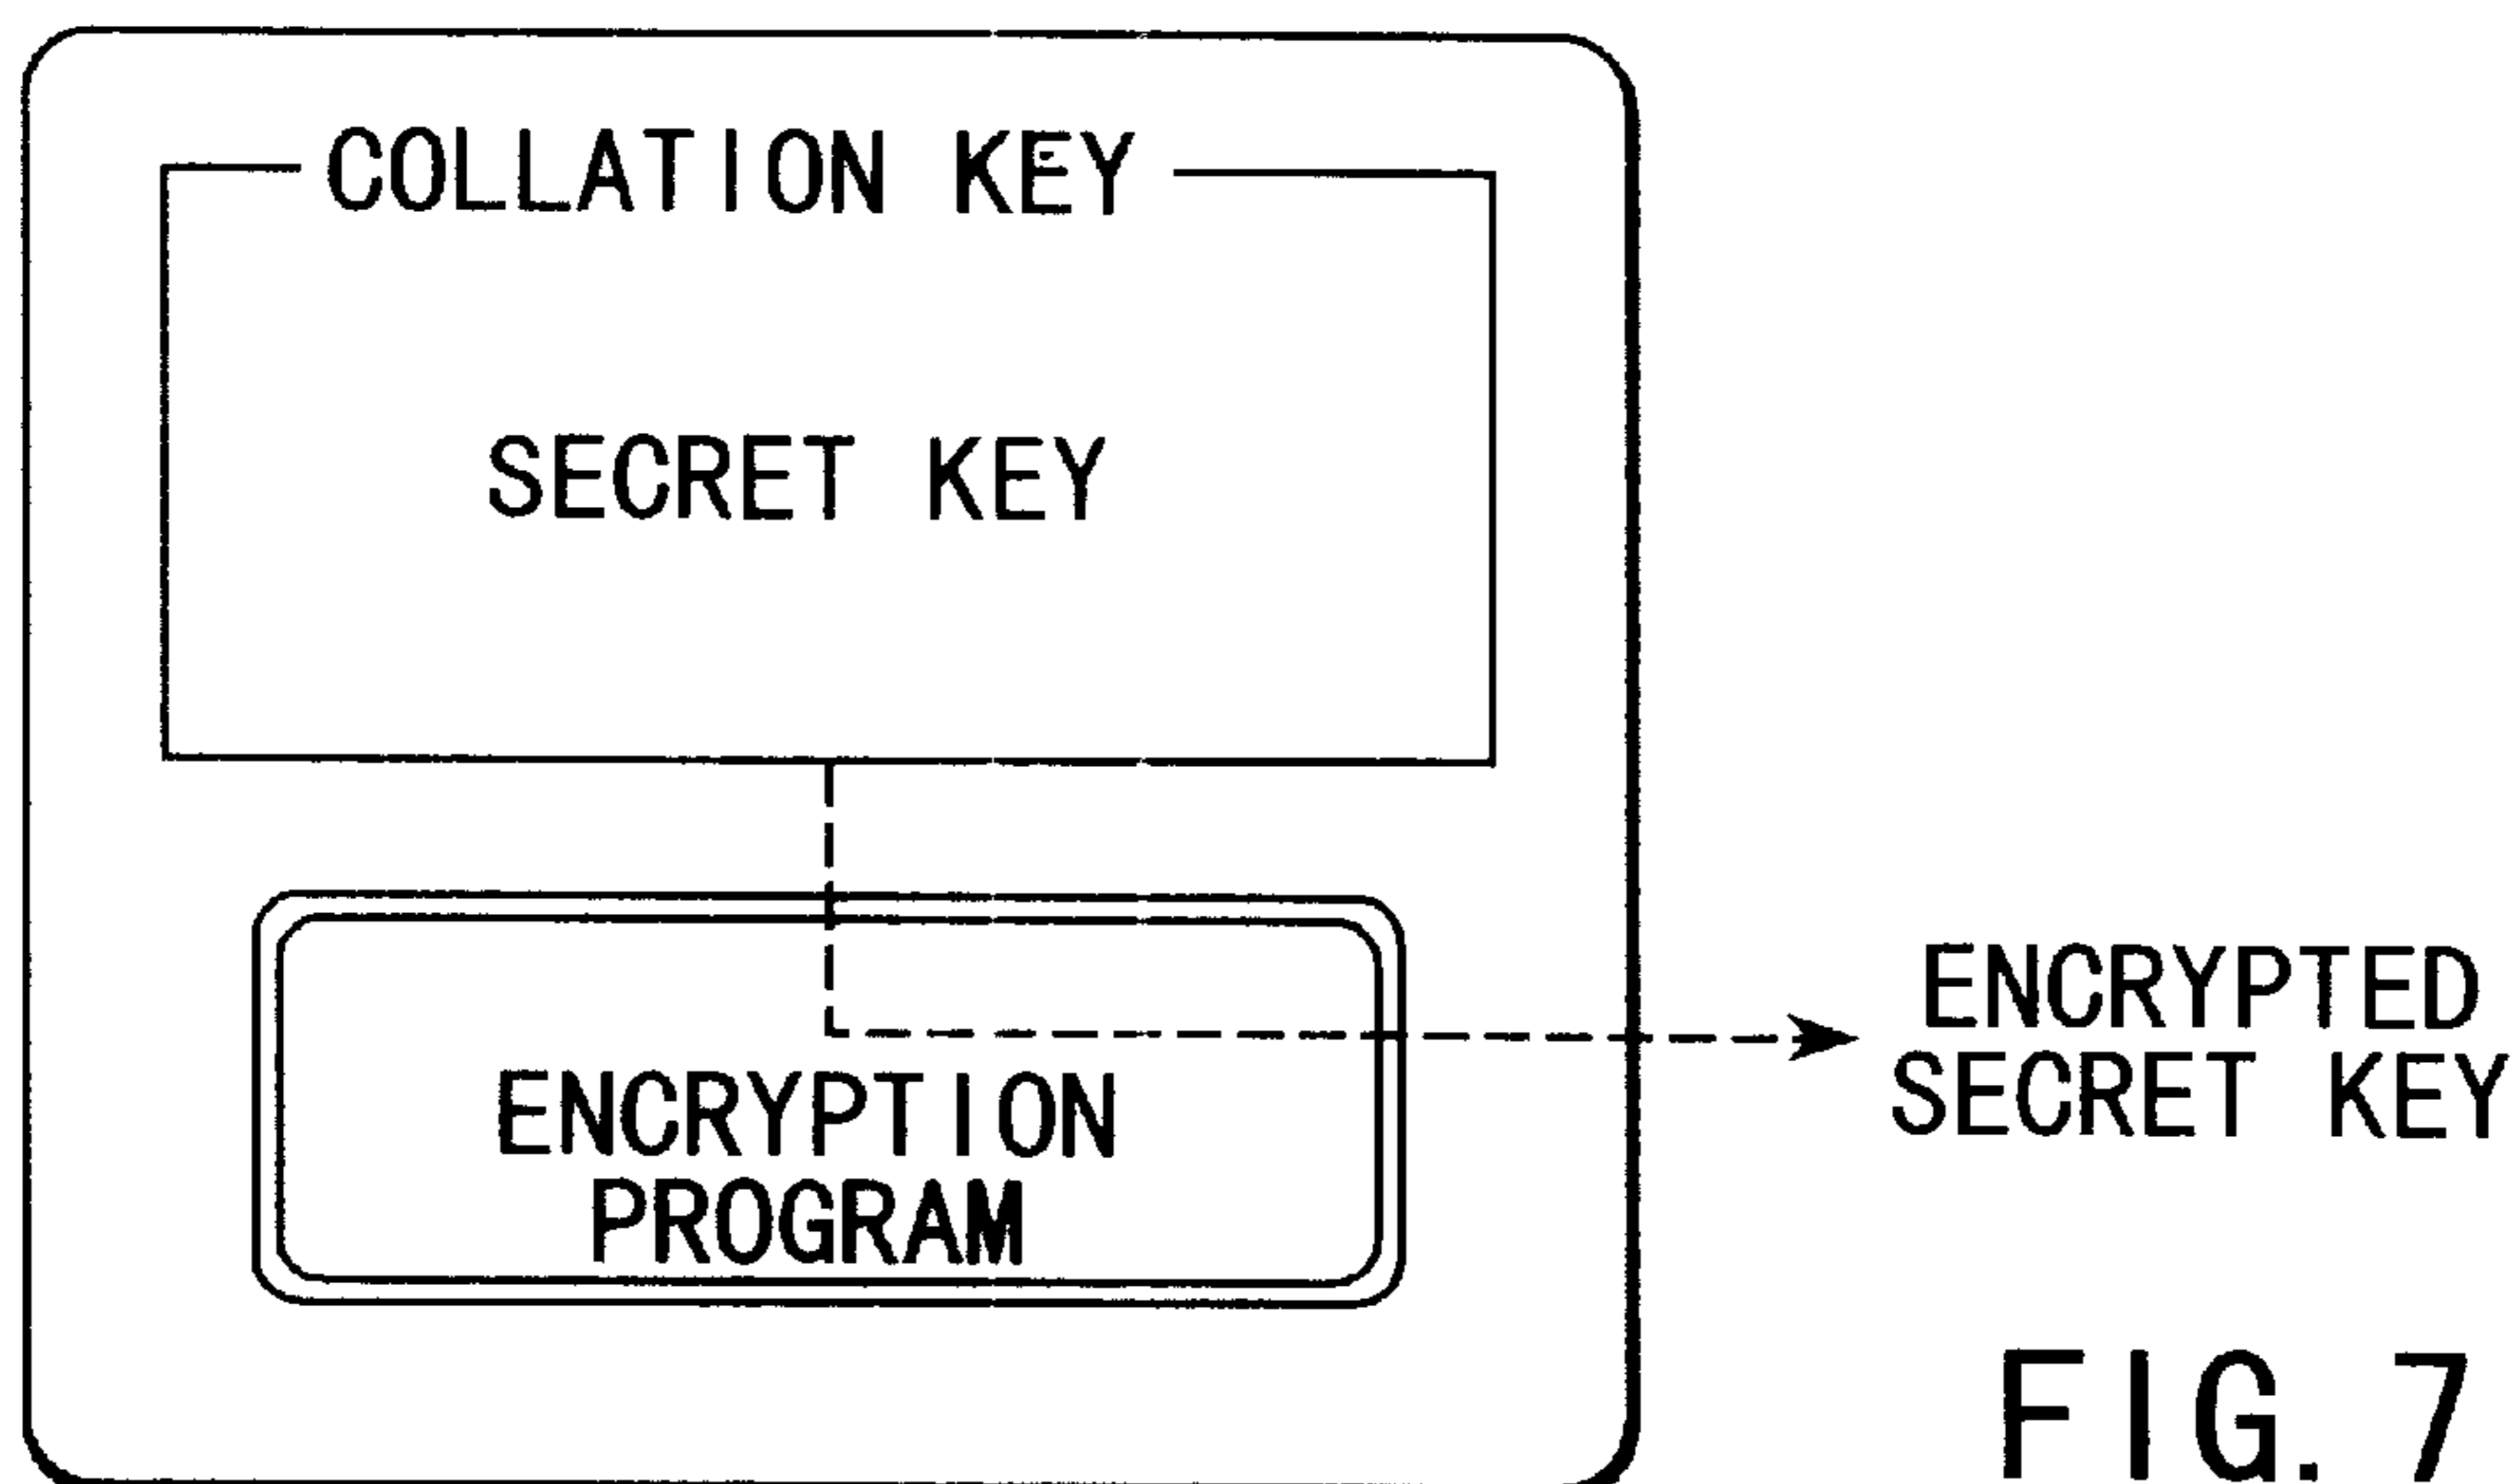 COLLATION KEY
SECRET KEY
ENCRYPTION
PROGRAM
ENCRYPTED
SECRET KEY
FIG. 7